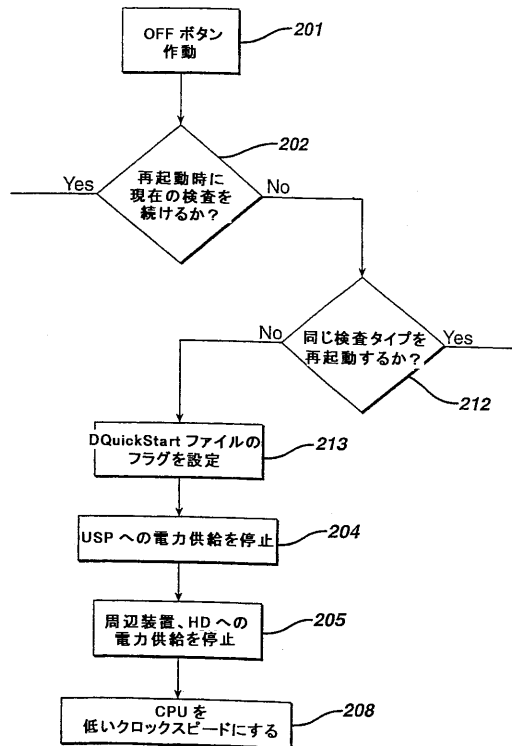 OFF ボタン
作動
201
202
再起動時に
現在の検査を
続けるか？
Yes
No
同じ検査タイプを
再起動するか？
No
Yes
212
DQuickStart ファイルの
フラグを設定
213
USP への電力供給を停止
204
周辺装置、HD への
電力供給を停止
205
CPU を
低いクロックスピードにする
208